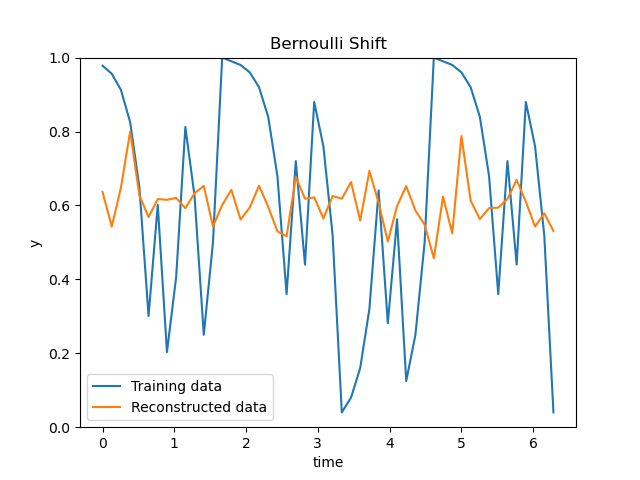 Bernoulli Shift
y
1.0
0.8
0.6
0.4
0.2
0.0
Training data
Reconstructed data
0 1 2 3 4 5 6
time